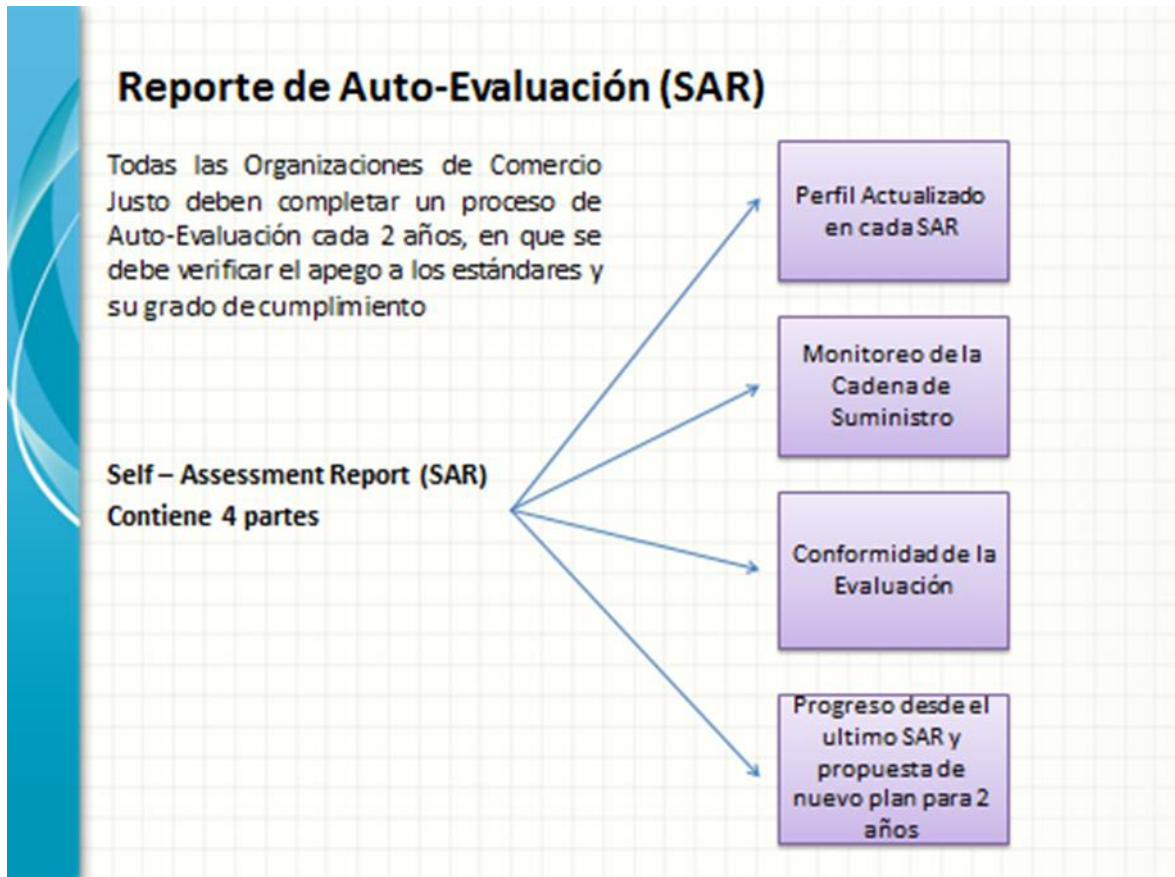 Reporte de Auto-Evaluación (SAR)
Todas las Organizaciones de Comercio
Justo deben completar un proceso de
Auto-Evaluación cada 2 años, en que se
debe verificar el apego a los estándares y
su grado de cumplimiento
Self – Assessment Report (SAR)
Contiene 4 partes
Perfil Actualizado
en cada SAR
Monitoreo de la
Cadena de
Suministro
Conformidad de la
Evaluación
Progreso desde el
ultimo SAR y
propuesta de
nuevo plan para 2
años